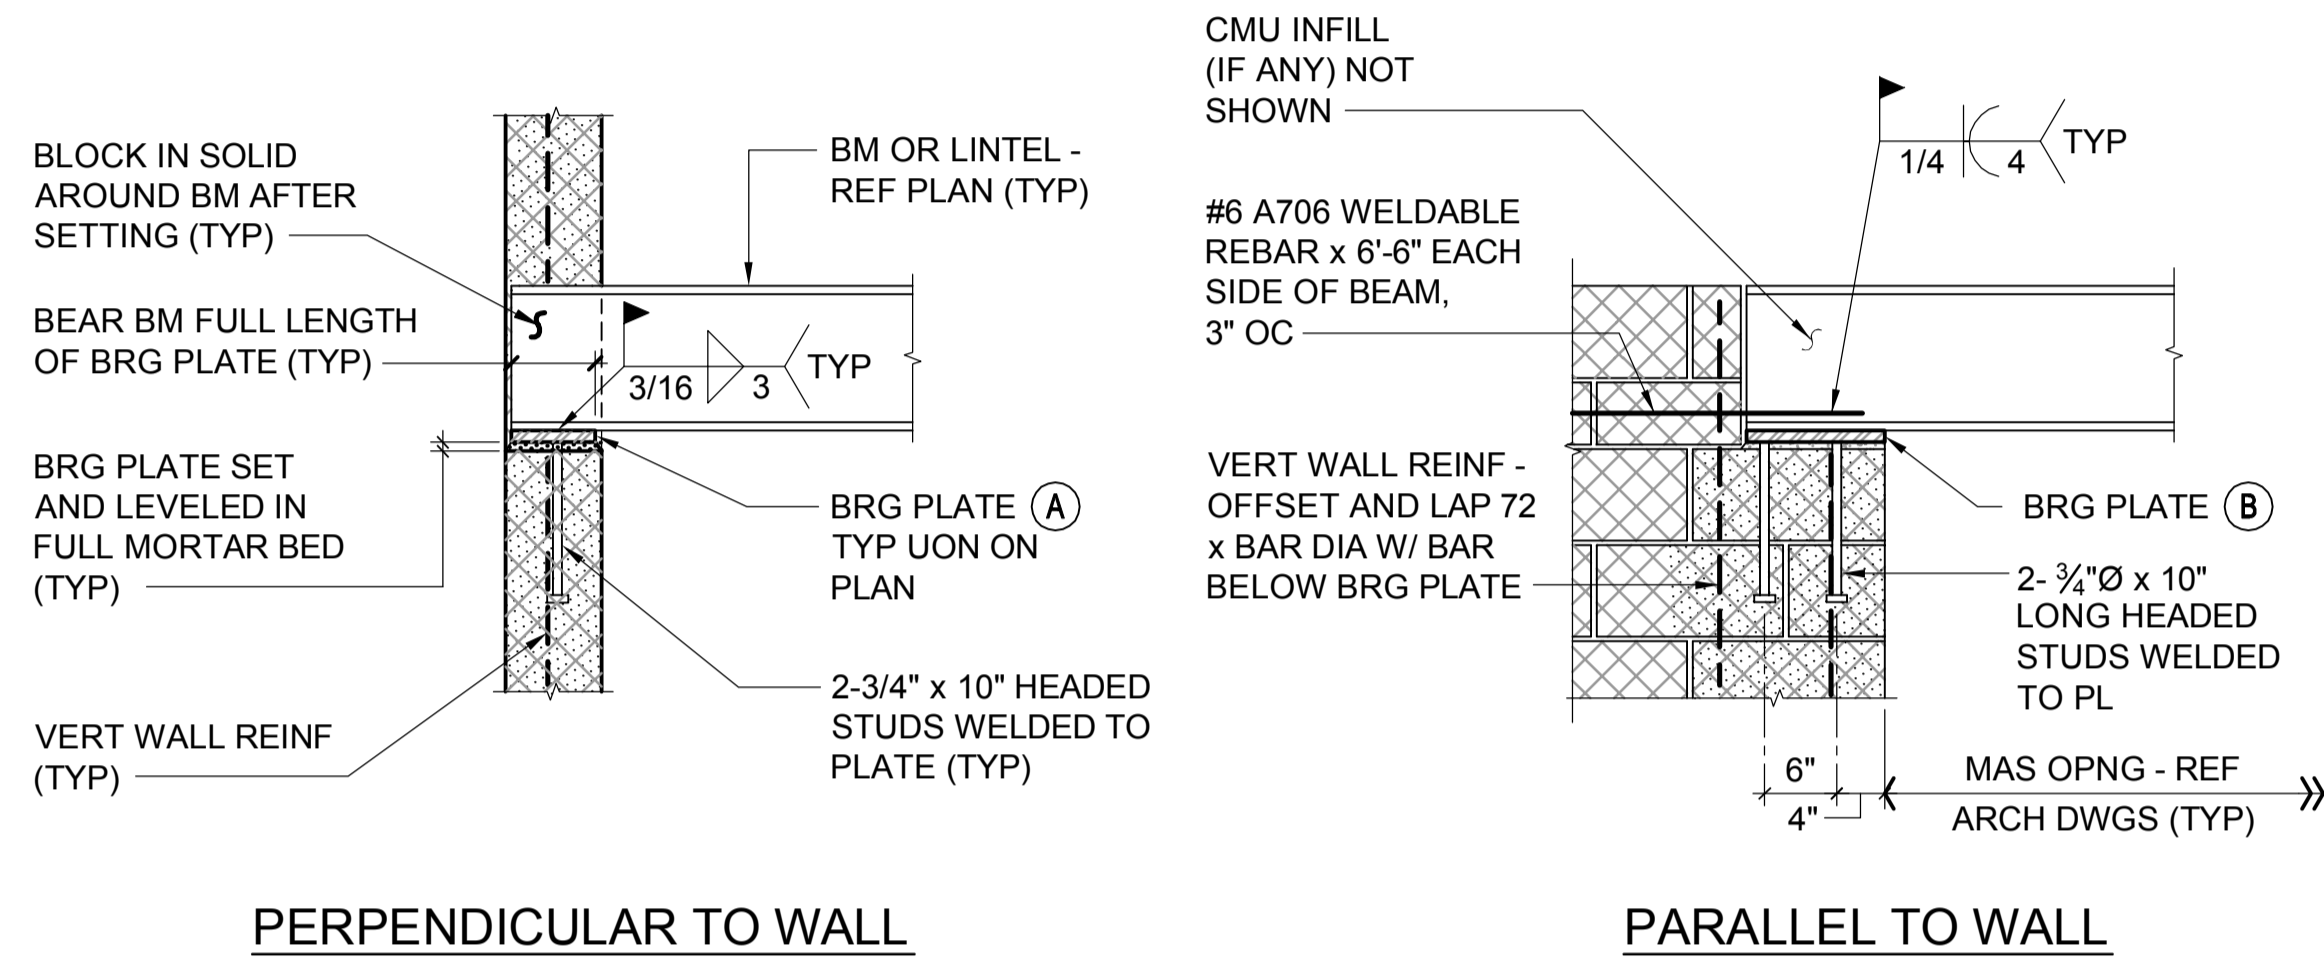 BLOCK IN SOLID
AROUND BM AFTER
SETTING (TYP)
BEAR BM FULL LENGTH
OF BRG PLATE (TYP)
BRG PLATE SET
AND LEVELED IN
FULL MORTAR BED
(TYP)
VERT WALL REINF
(TYP)
BM OR LINTEL -
REF PLAN (TYP)
3/16 3 TYP
BRG PLATE A
TYP UON ON
PLAN
2-3/4" x 10" HEADED
STUDS WELDED TO
PLATE (TYP)
PERPENDICULAR TO WALL
CMU INFILL
(IF ANY) NOT
SHOWN
#6 A706 WELDABLE
REBAR x 6'-6" EACH
SIDE OF BEAM,
3" OC
VERT WALL REINF -
OFFSET AND LAP 72
x BAR DIA W/ BAR
BELOW BRG PLATE
1/4 4 TYP
BRG PLATE B
2- ¾"Ø x 10"
LONG HEADED
STUDS WELDED
TO PL
6"
4"
MAS OPNG - REF
ARCH DWGS (TYP)
PARALLEL TO WALL